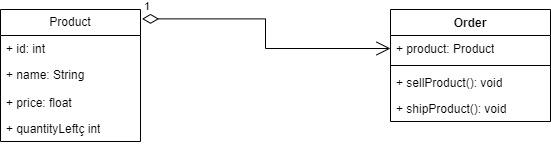 Product
1
+ id: int
+ name: String
+ price: float
+ quantityLeftç int
Order
+ product: Product
+ sellProduct(): void
+ shipProduct(): void